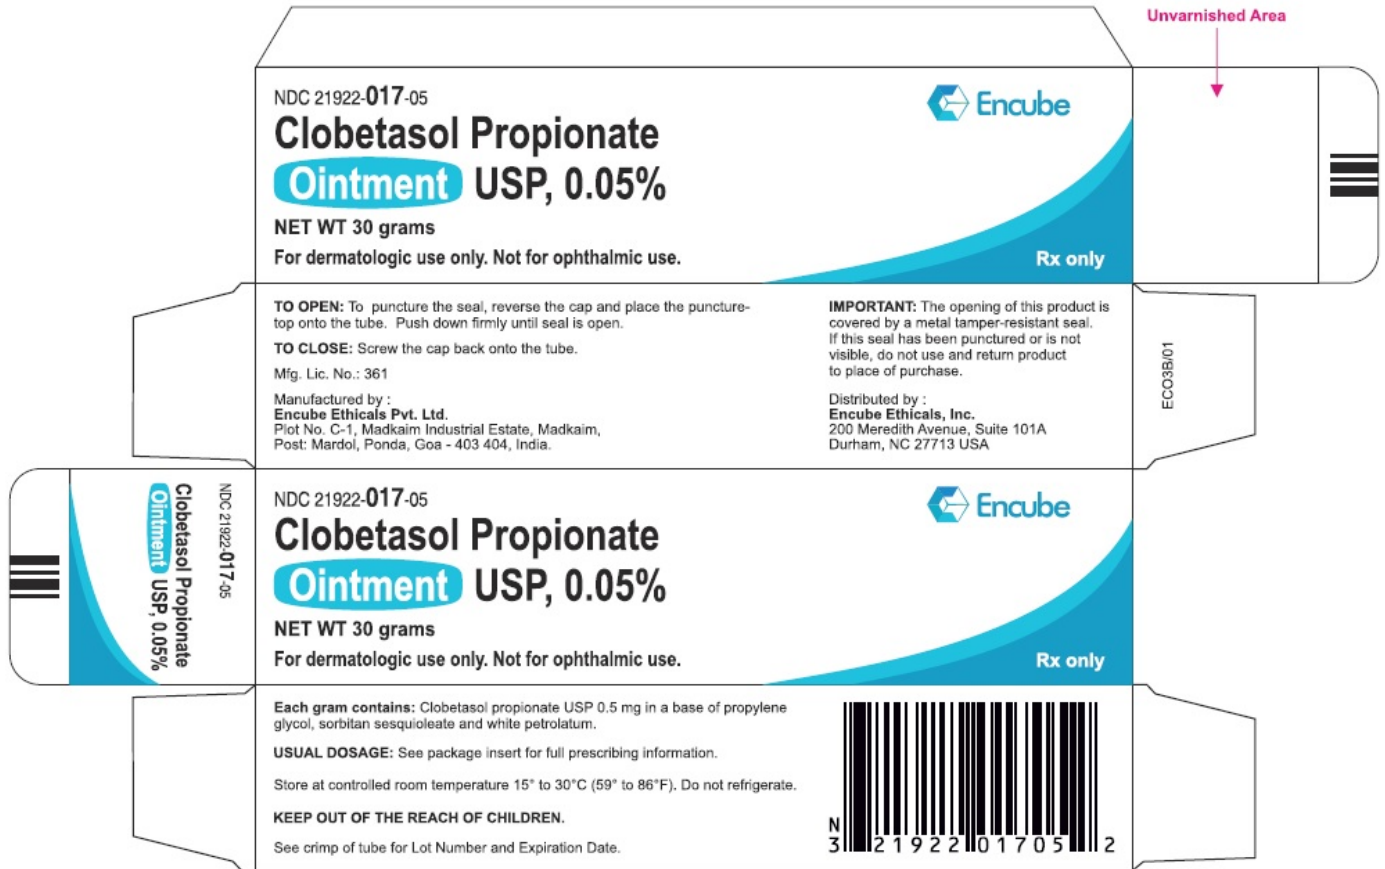 Unvarnished Area
NDC 21922-017-05
Encube
Clobetasol Propionate
Ointment USP, 0.05%
NET WT 30 grams
For dermatologic use only. Not for ophthalmic use.
Rx only
TO OPEN: To puncture the seal, reverse the cap and place the puncture-
top onto the tube. Push down firmly until seal is open.
TO CLOSE: Screw the cap back onto the tube.
Mfg. Lic. No.: 361
Manufactured by :
Encube Ethicals Pvt. Ltd.
Plot No. C-1, Madkaim Industrial Estate, Madkaim,
Post: Mardol, Ponda, Goa - 403 404, India.
IMPORTANT: The opening of this product is
covered by a metal tamper-resistant seal.
If this seal has been punctured or is not
visible, do not use and return product
to place of purchase.
Distributed by :
Encube Ethicals, Inc.
200 Meredith Avenue, Suite 101A
Durham, NC 27713 USA
ECO3B/01
NDC 21922-017-05
Clobetasol Propionate
Ointment USP, 0.05%
NDC 21922-017-05
Encube
Clobetasol Propionate
Ointment USP, 0.05%
NET WT 30 grams
For dermatologic use only. Not for ophthalmic use.
Rx only
Each gram contains: Clobetasol propionate USP 0.5 mg in a base of propylene
glycol, sorbitan sesquioleate and white petrolatum.
USUAL DOSAGE: See package insert for full prescribing information.
Store at controlled room temperature 15° to 30°C (59° to 86°F). Do not refrigerate.
KEEP OUT OF THE REACH OF CHILDREN.
See crimp of tube for Lot Number and Expiration Date.
N
3 21922 01705 2